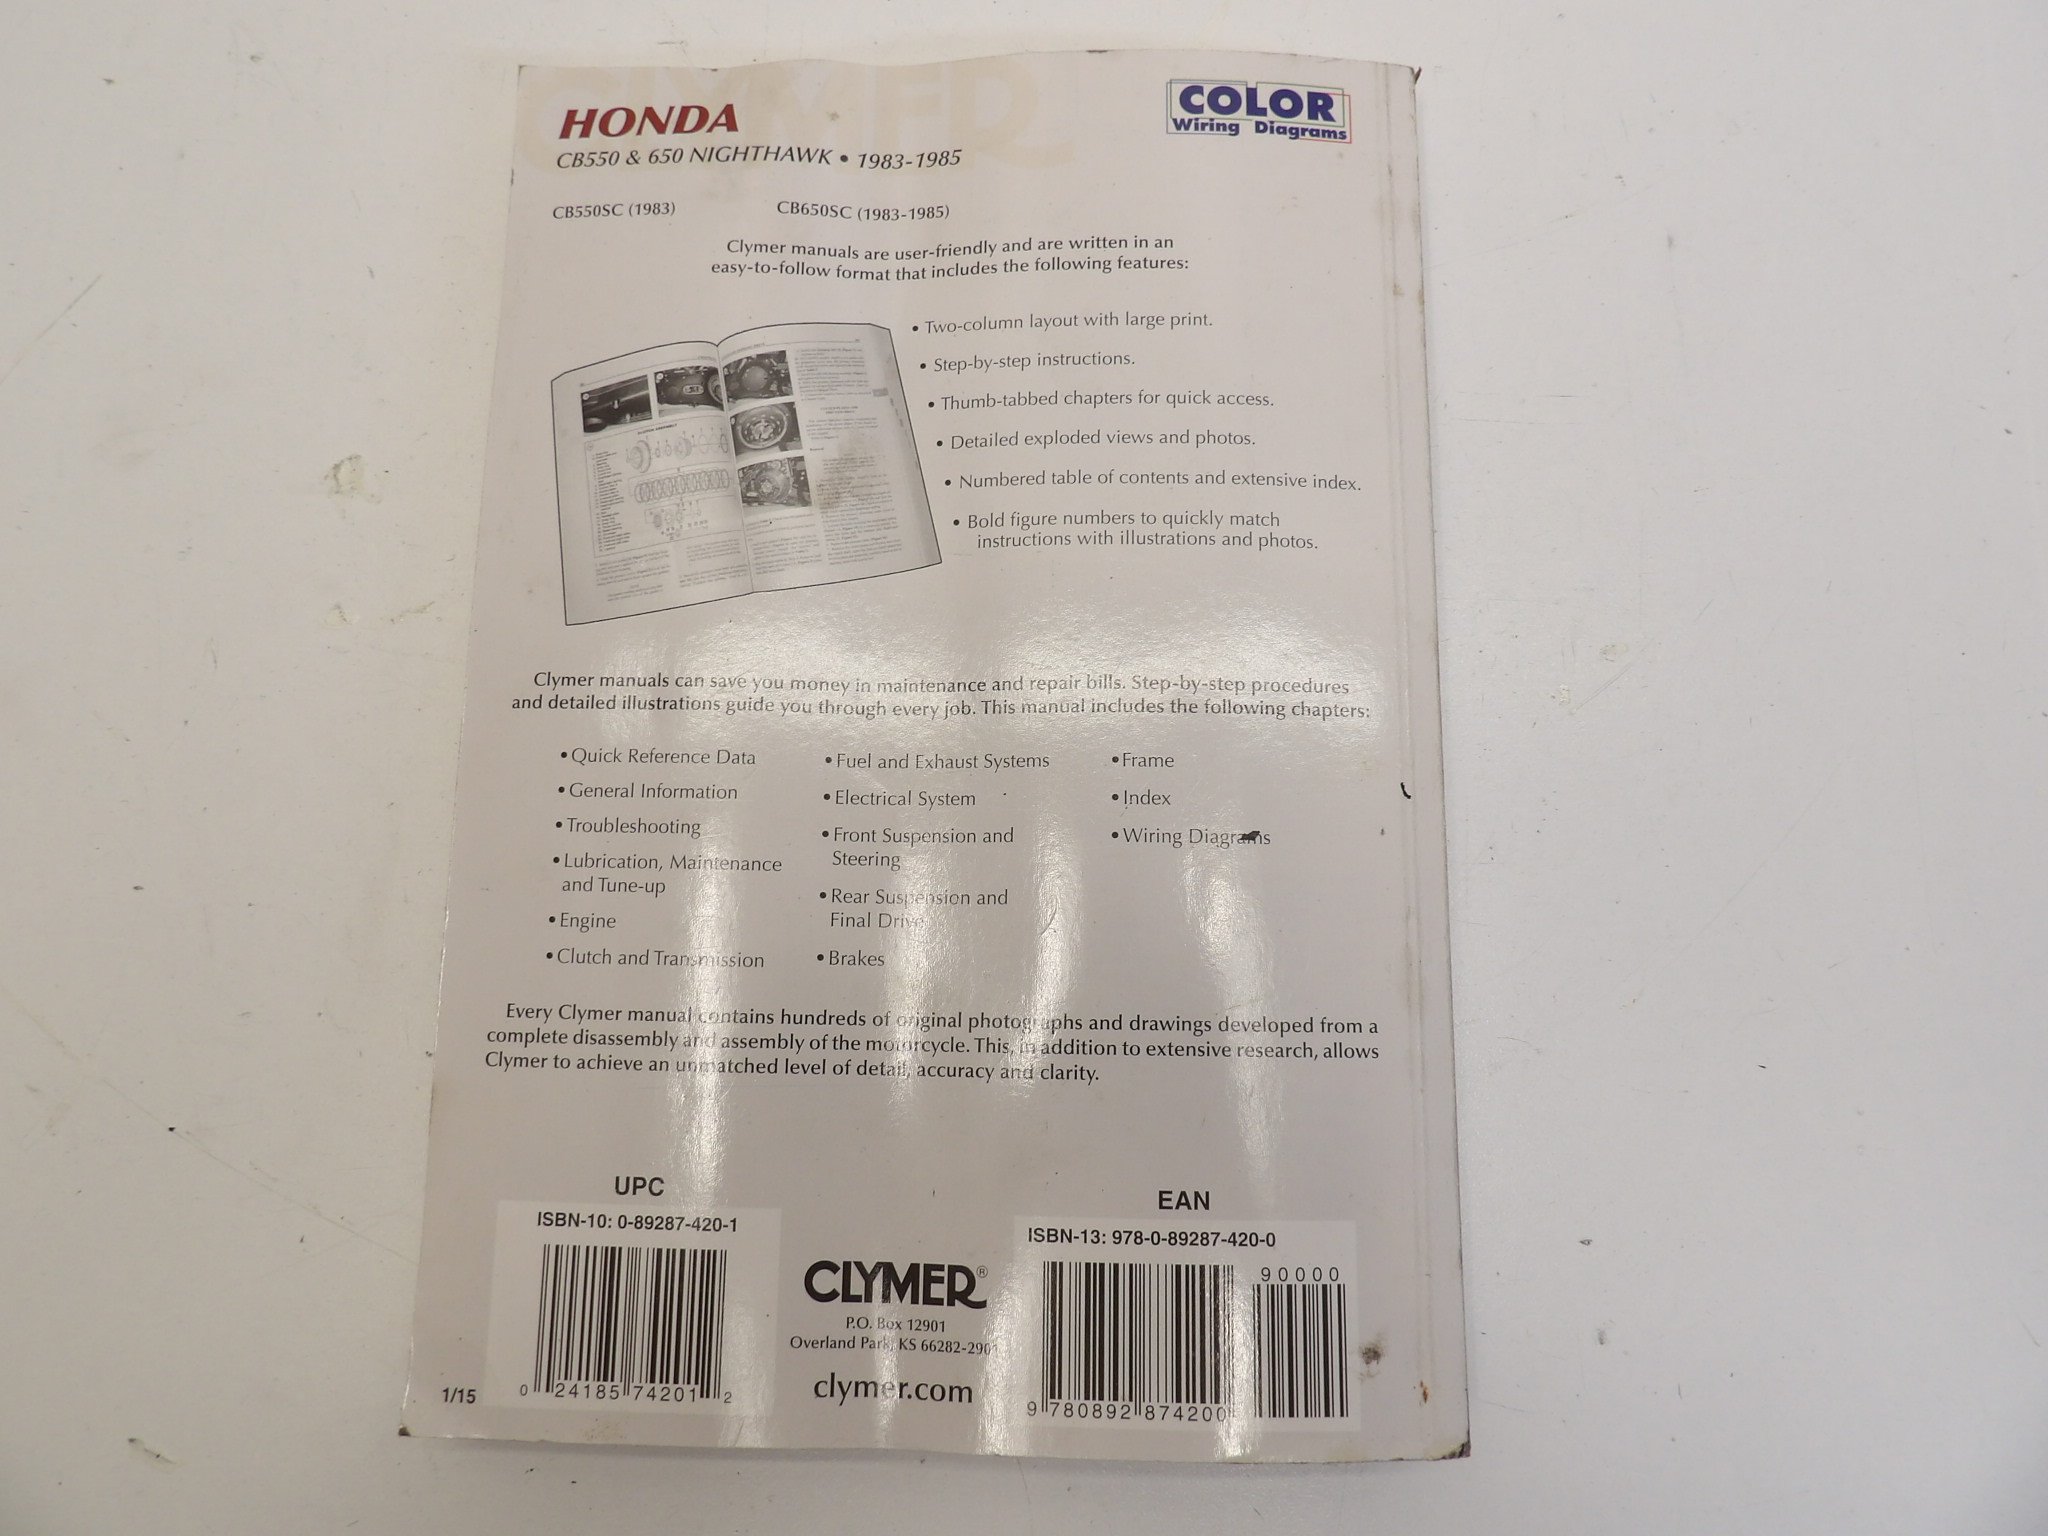 HONDA
CB550 & 650 NIGHTHAWK • 1983-1985
COLOR
Wiring Diagrams
CB550SC (1983)
CB650SC (1983-1985)
Clymer manuals are user-friendly and are written in an
easy-to-follow format that includes the following features:
• Two-column layout with large print.
• Step-by-step instructions.
• Thumb-tabbed chapters for quick access.
• Detailed exploded views and photos.
• Numbered table of contents and extensive index.
• Bold figure numbers to quickly match
instructions with illustrations and photos.
CLUTCH ASSEMBLY
Clymer manuals can save you money in maintenance and repair bills. Step-by-step procedures
and detailed illustrations guide you through every job. This manual includes the following chapters:
• Quick Reference Data
• General Information
• Troubleshooting
• Lubrication, Maintenance
and Tune-up
• Engine
• Clutch and Transmission
• Fuel and Exhaust Systems
• Electrical System
• Front Suspension and
Steering
• Rear Suspension and
Final Drive
• Brakes
• Frame
• Index
• Wiring Diagrams
Every Clymer manual contains hundreds of original photographs and drawings developed from a
complete disassembly and assembly of the motorcycle. This, in addition to extensive research, allows
Clymer to achieve an unmatched level of detail, accuracy and clarity.
UPC
ISBN-10: 0-89287-420-1
0 24185 74201 2
1/15
CLYMER®
P.O. Box 12901
Overland Park, KS 66282-2901
clymer.com
EAN
ISBN-13: 978-0-89287-420-0
90000
9 780892 874200